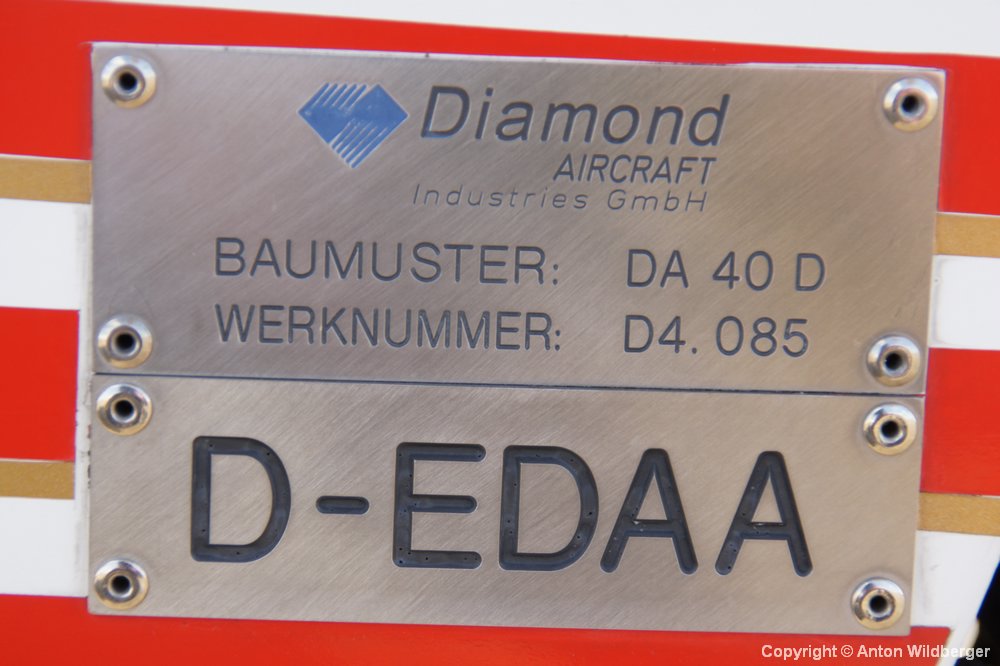 Diamond
AIRCRAFT
Industries GmbH
BAUMUSTER: DA 40 D
WERKNUMMER: D4. 085
D-EDAA
Copyright © Anton Wildberger